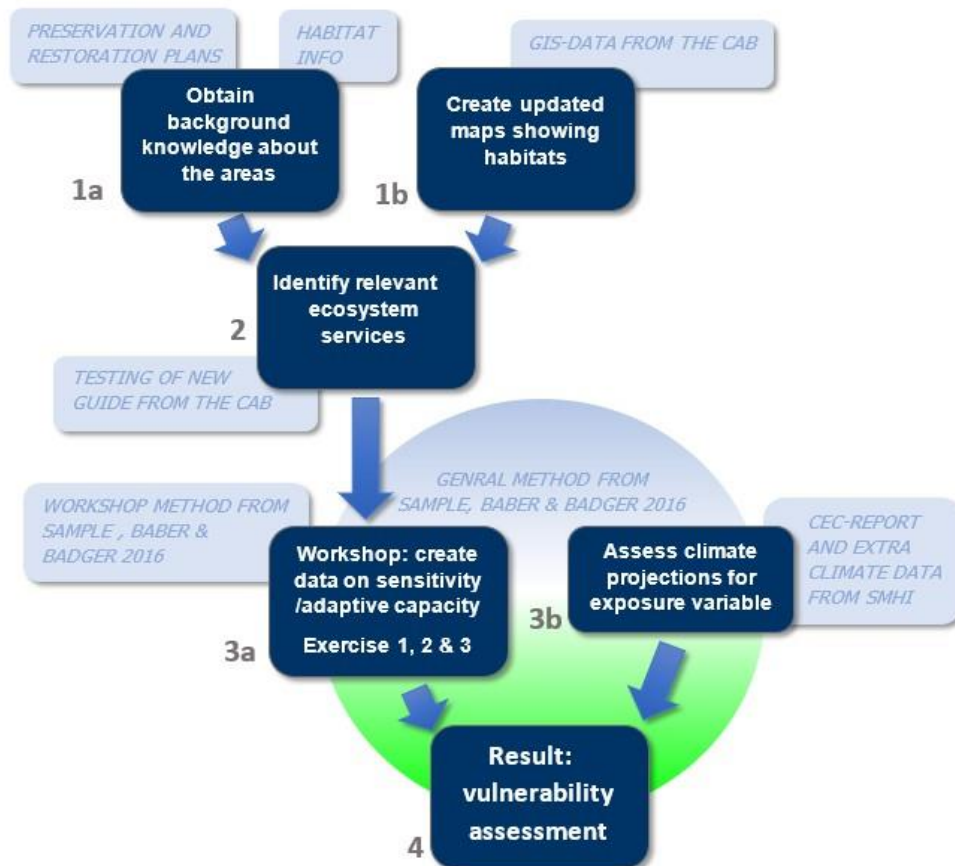 PRESERVATION AND
RESTORATION PLANS
HABITAT
INFO
GIS-DATA FROM THE CAB
Obtain
background
knowledge about
the areas
1a
Create updated
maps showing
habitats
1b
Identify relevant
ecosystem
services
2
TESTING OF NEW
GUIDE FROM THE CAB
GENRAL METHOD FROM
SAMPLE, BABER & BADGER 2016
WORKSHOP METHOD FROM
SAMPLE , BABER &
BADGER 2016
Workshop: create
data on sensitivity
/adaptive capacity
Exercise 1, 2 & 3
3a
Assess climate
projections for
exposure variable
3b
CEC-REPORT
AND EXTRA
CLIMATE DATA
FROM SMHI
Result:
vulnerability
assessment
4